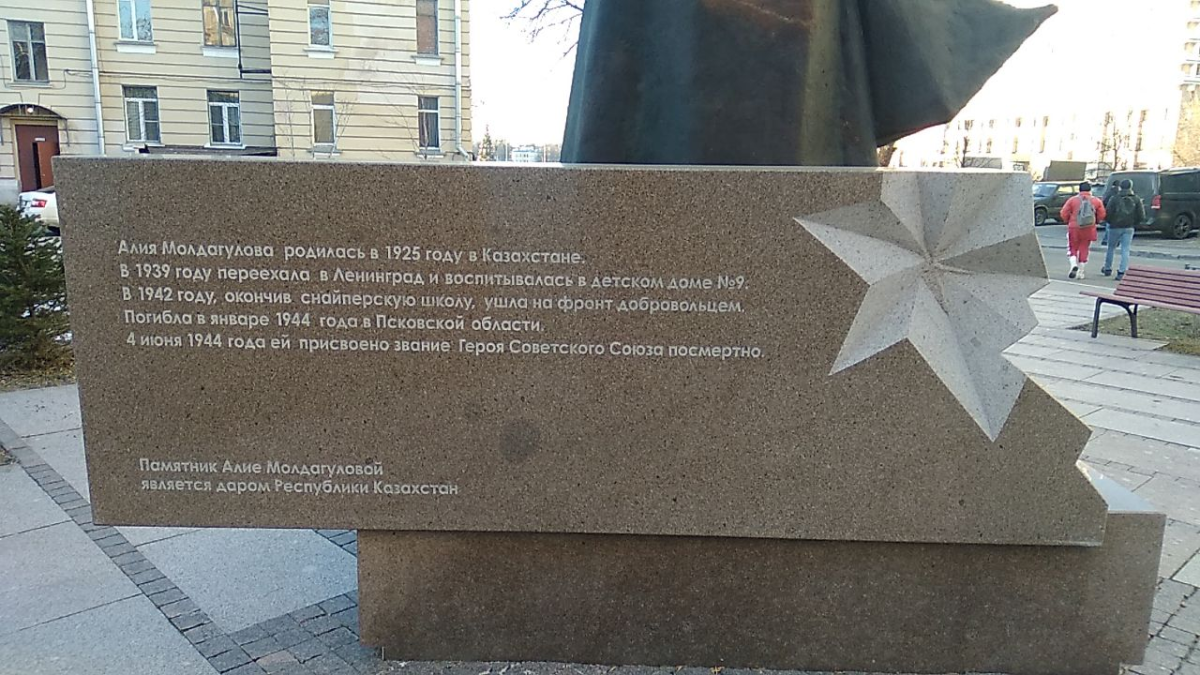 Алия Молдагулова родилась в 1925 году в Казахстане.
В 1939 году переехала в Ленинград и воспитывалась в детском доме №9.
В 1942 году, окончив снайперскую школу, ушла на фронт добровольцем.
Погибла в январе 1944 года в Псковской области.
4 июня 1944 года ей присвоено звание Героя Советского Союза посмертно.
Памятник Алие Молдагуловой
является даром Республики Казахстан